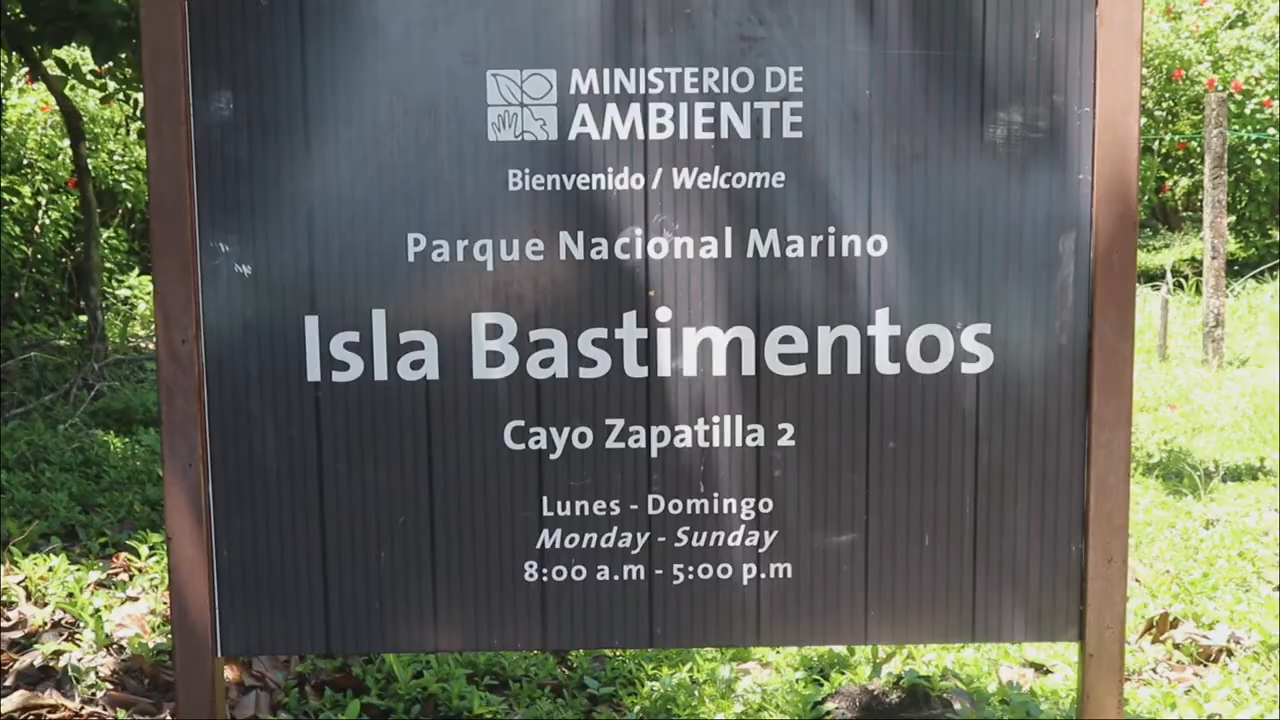 MINISTERIO DE
AMBIENTE
Bienvenido / Welcome
Parque Nacional Marino
Isla Bastimentos
Cayo Zapatilla 2
Lunes - Domingo
Monday - Sunday
8:00 a.m - 5:00 p.m